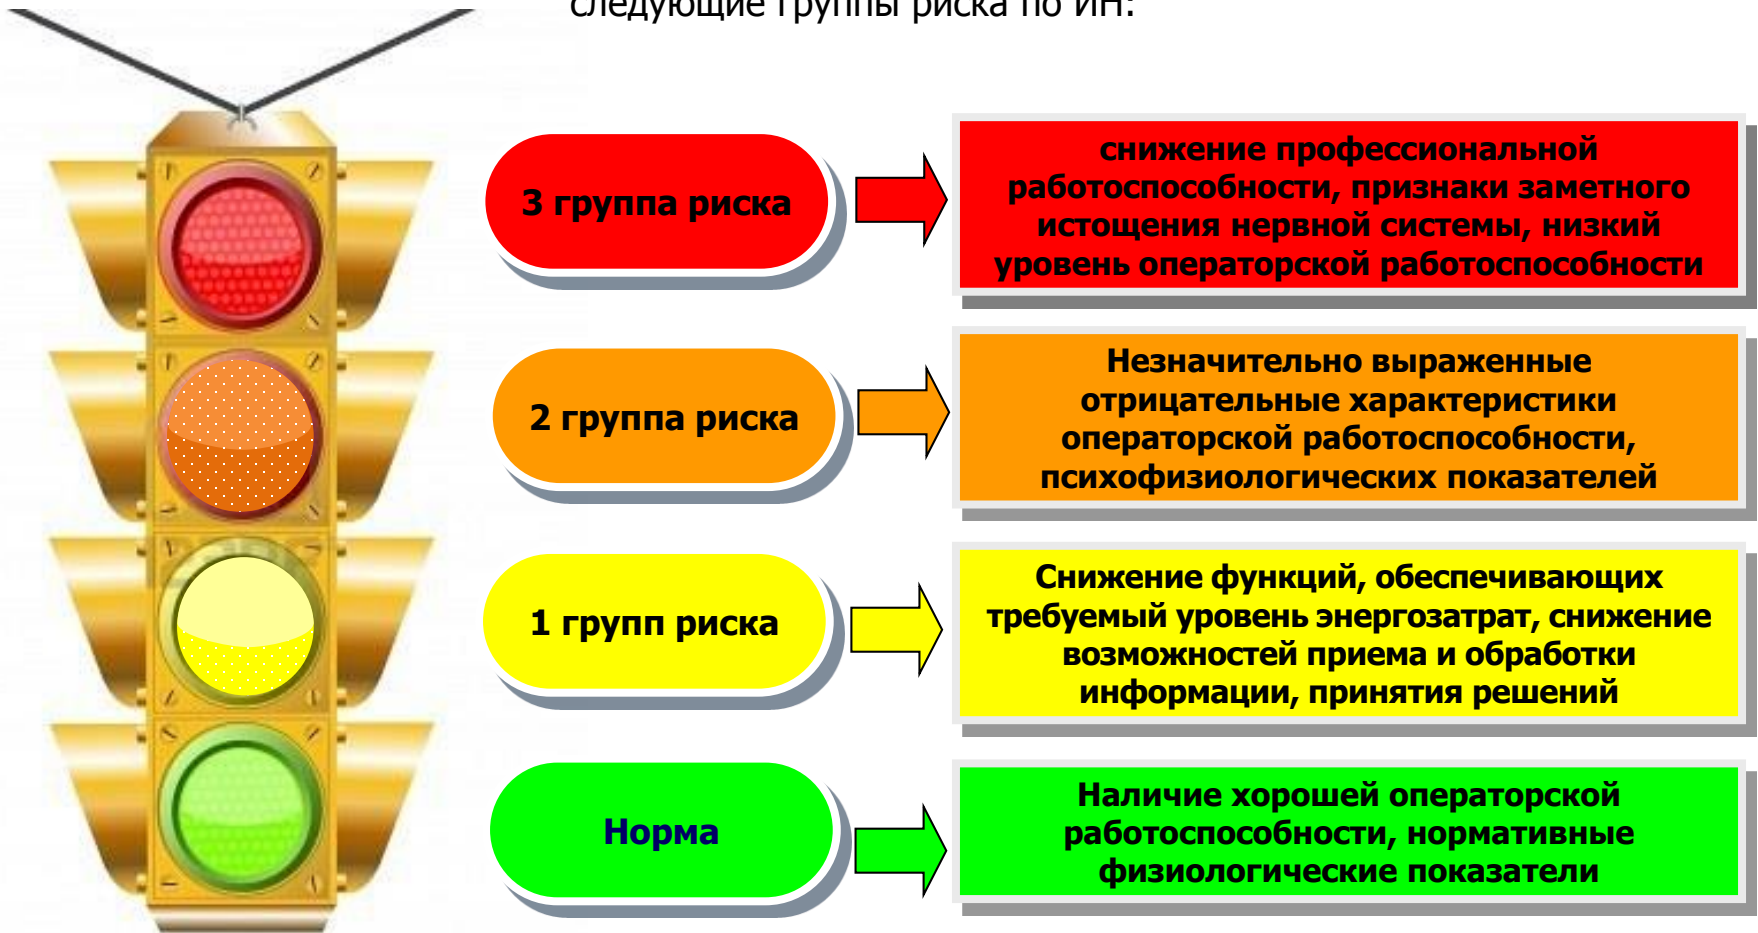 следующие группы риска по ИН:
3 группа риска
снижение профессиональной
работоспособности, признаки заметного
истощения нервной системы, низкий
уровень операторской работоспособности
2 группа риска
Незначительно выраженные
отрицательные характеристики
операторской работоспособности,
психофизиологических показателей
1 групп риска
Снижение функций, обеспечивающих
требуемый уровень энергозатрат, снижение
возможностей приема и обработки
информации, принятия решений
Норма
Наличие хорошей операторской
работоспособности, нормативные
физиологические показатели